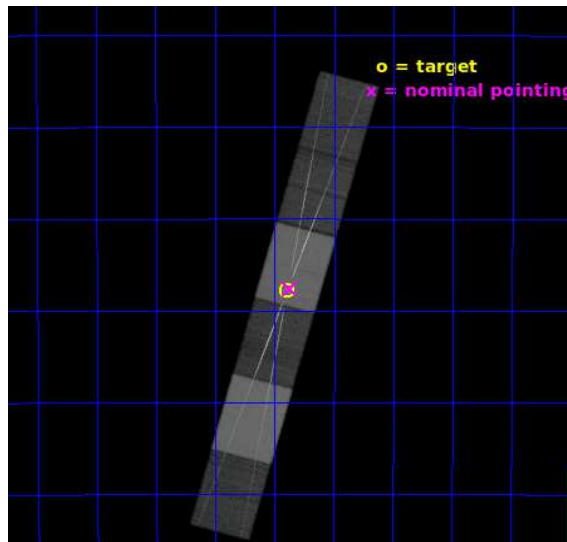 o = target
x = nominal pointing